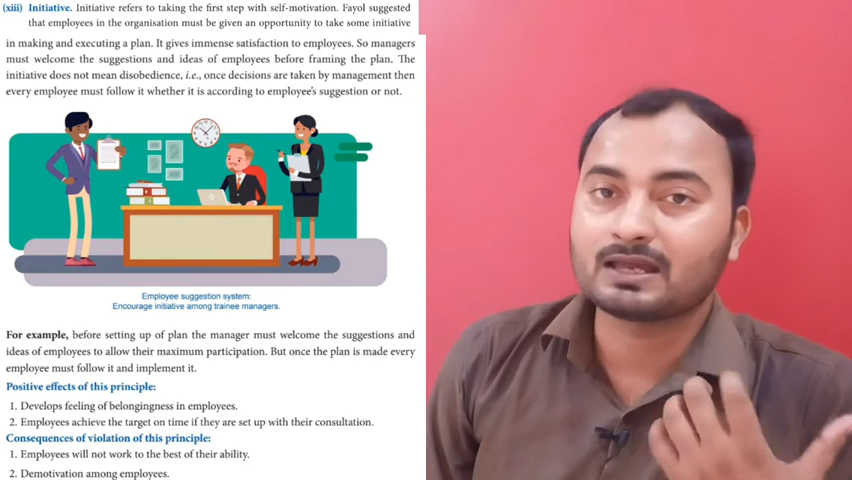 (xiii) Initiative. Initiative refers to taking the first step with self-motivation. Fayol suggested
that employees in the organisation must be given an opportunity to take some initiative
in making and executing a plan. It gives immense satisfaction to employees. So managers
must welcome the suggestions and ideas of employees before framing the plan. The
initiative does not mean disobedience, i.e., once decisions are taken by management then
every employee must follow it whether it is according to employee's suggestion or not.
Employee suggestion system:
Encourage initiative among trainee managers.
For example, before setting up of plan the manager must welcome the suggestions and
ideas of employees to allow their maximum participation. But once the plan is made every
employee must follow it and implement it.
Positive effects of this principle:
1. Develops feeling of belongingness in employees.
2. Employees achieve the target on time if they are set up with their consultation.
Consequences of violation of this principle:
1. Employees will not work to the best of their ability.
2. Demotivation among employees.